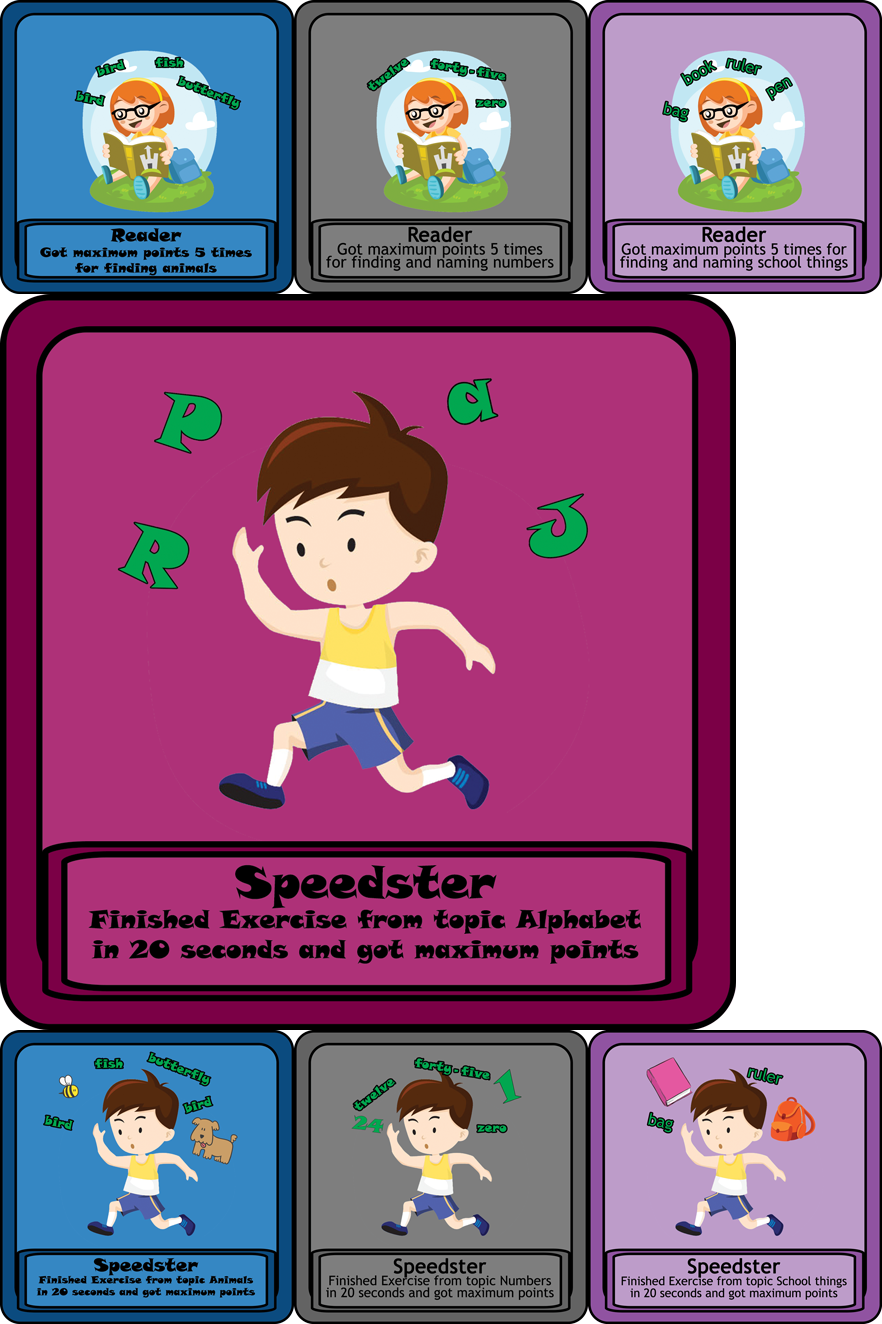 bird bird fish butterfly
Reader
Got maximum points 5 times
for finding animals
twelve forty-five zero
Reader
Got maximum points 5 times
for finding and naming numbers
bag book ruler pen
Reader
Got maximum points 5 times for
finding and naming school things
P a
R J
Speedster
Finished Exercise from topic Alphabet
in 20 seconds and got maximum points
fish butterfly
bird bird
Speedster
Finished Exercise from topic Animals
in 20 seconds and got maximum points
twelve forty-five 1
24 zero
Speedster
Finished Exercise from topic Numbers
in 20 seconds and got maximum points
ruler
bag
Speedster
Finished Exercise from topic School things
in 20 seconds and got maximum points